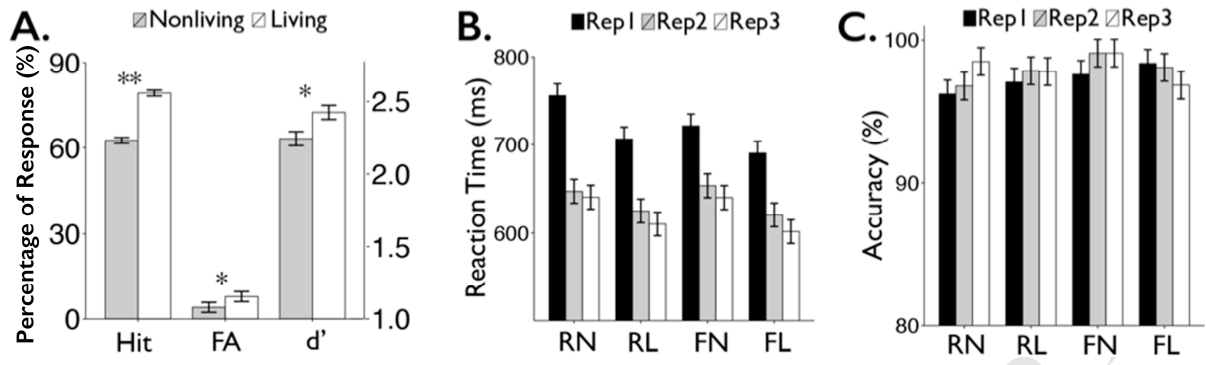 A.
Nonliving Living
Percentage of Response (%)
90
60
30
0
**
*
*
2.5
2.0
1.5
1.0
Hit FA d'
B.
Rep1 Rep2 Rep3
Reaction Time (ms)
800
700
600
RN RL FN FL
C.
Rep1 Rep2 Rep3
Accuracy (%)
100
90
80
RN RL FN FL